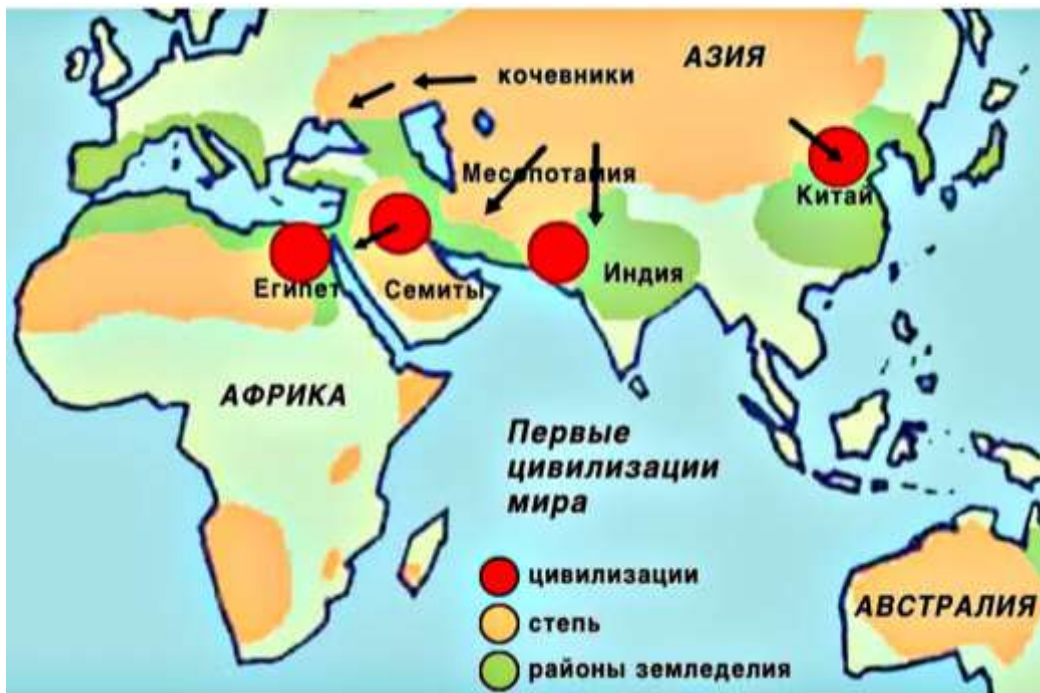 АЗИЯ
кочевники
Месопотамия
Китай
Египет
Семиты
Индия
АФРИКА
Первые
цивилизации
мира
цивилизации
степь
районы земледелия
АВСТРАЛИЯ